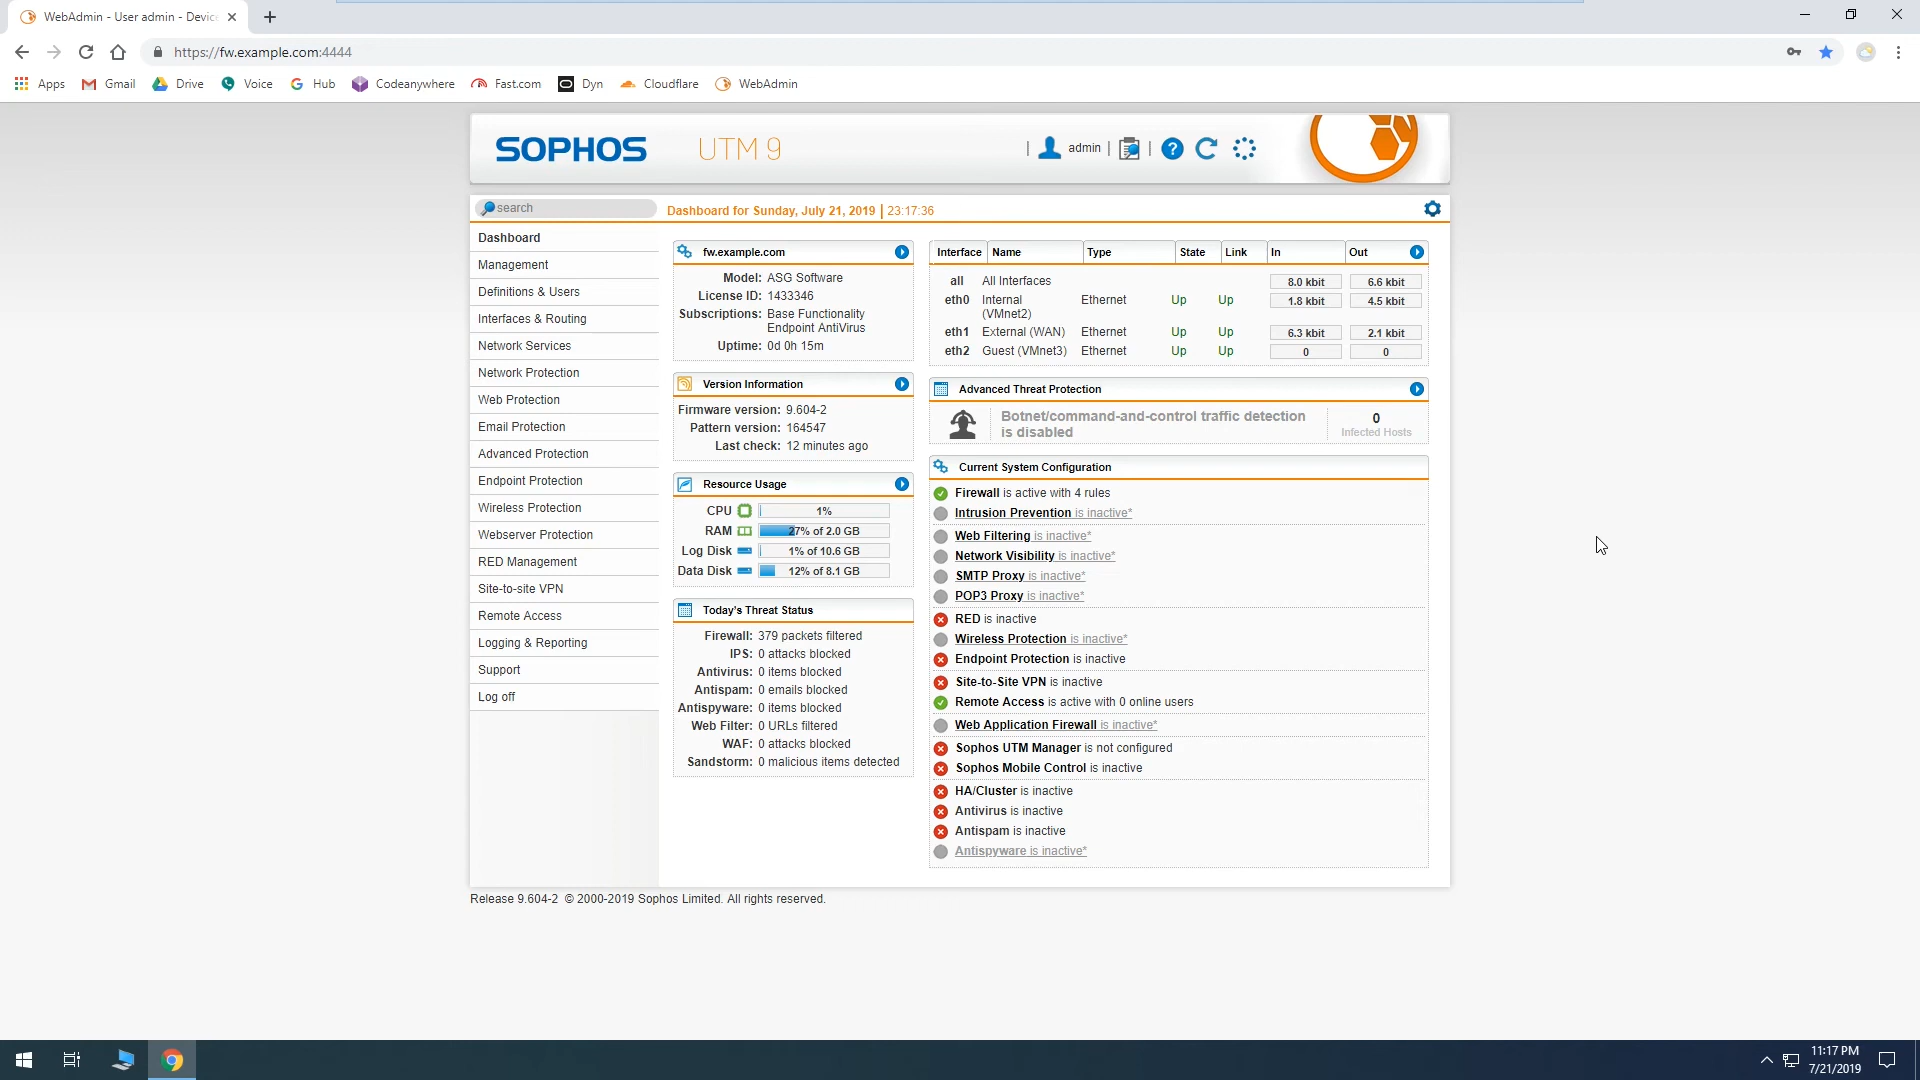 WebAdmin - User admin - Device
https://fw.example.com:4444
Apps Gmail Drive Voice Hub Codeanywhere Fast.com Dyn Cloudflare WebAdmin
SOPHOS UTM 9 | admin | |
search
Dashboard for Sunday, July 21, 2019 | 23:17:36
Dashboard
Management
Definitions & Users
Interfaces & Routing
Network Services
Network Protection
Web Protection
Email Protection
Advanced Protection
Endpoint Protection
Wireless Protection
Webserver Protection
RED Management
Site-to-site VPN
Remote Access
Logging & Reporting
Support
Log off
fw.example.com
Model: ASG Software
License ID: 1433346
Subscriptions: Base Functionality
Endpoint AntiVirus
Uptime: 0d 0h 15m
Version Information
Firmware version: 9.604-2
Pattern version: 164547
Last check: 12 minutes ago
Resource Usage
CPU 1%
RAM 27% of 2.0 GB
Log Disk 1% of 10.6 GB
Data Disk 12% of 8.1 GB
Today's Threat Status
Firewall: 379 packets filtered
IPS: 0 attacks blocked
Antivirus: 0 items blocked
Antispam: 0 emails blocked
Antispyware: 0 items blocked
Web Filter: 0 URLs filtered
WAF: 0 attacks blocked
Sandstorm: 0 malicious items detected
Interface Name Type State Link In Out
all All Interfaces 8.0 kbit 6.6 kbit
eth0 Internal Ethernet Up Up 1.8 kbit 4.5 kbit
(VMnet2)
eth1 External (WAN) Ethernet Up Up 6.3 kbit 2.1 kbit
eth2 Guest (VMnet3) Ethernet Up Up 0 0
Advanced Threat Protection
Botnet/command-and-control traffic detection
is disabled
0
Infected Hosts
Current System Configuration
Firewall is active with 4 rules
Intrusion Prevention is inactive*
Web Filtering is inactive*
Network Visibility is inactive*
SMTP Proxy is inactive*
POP3 Proxy is inactive*
RED is inactive
Wireless Protection is inactive*
Endpoint Protection is inactive
Site-to-Site VPN is inactive
Remote Access is active with 0 online users
Web Application Firewall is inactive*
Sophos UTM Manager is not configured
Sophos Mobile Control is inactive
HA/Cluster is inactive
Antivirus is inactive
Antispam is inactive
Antispyware is inactive*
Release 9.604-2 © 2000-2019 Sophos Limited. All rights reserved.
11:17 PM
7/21/2019